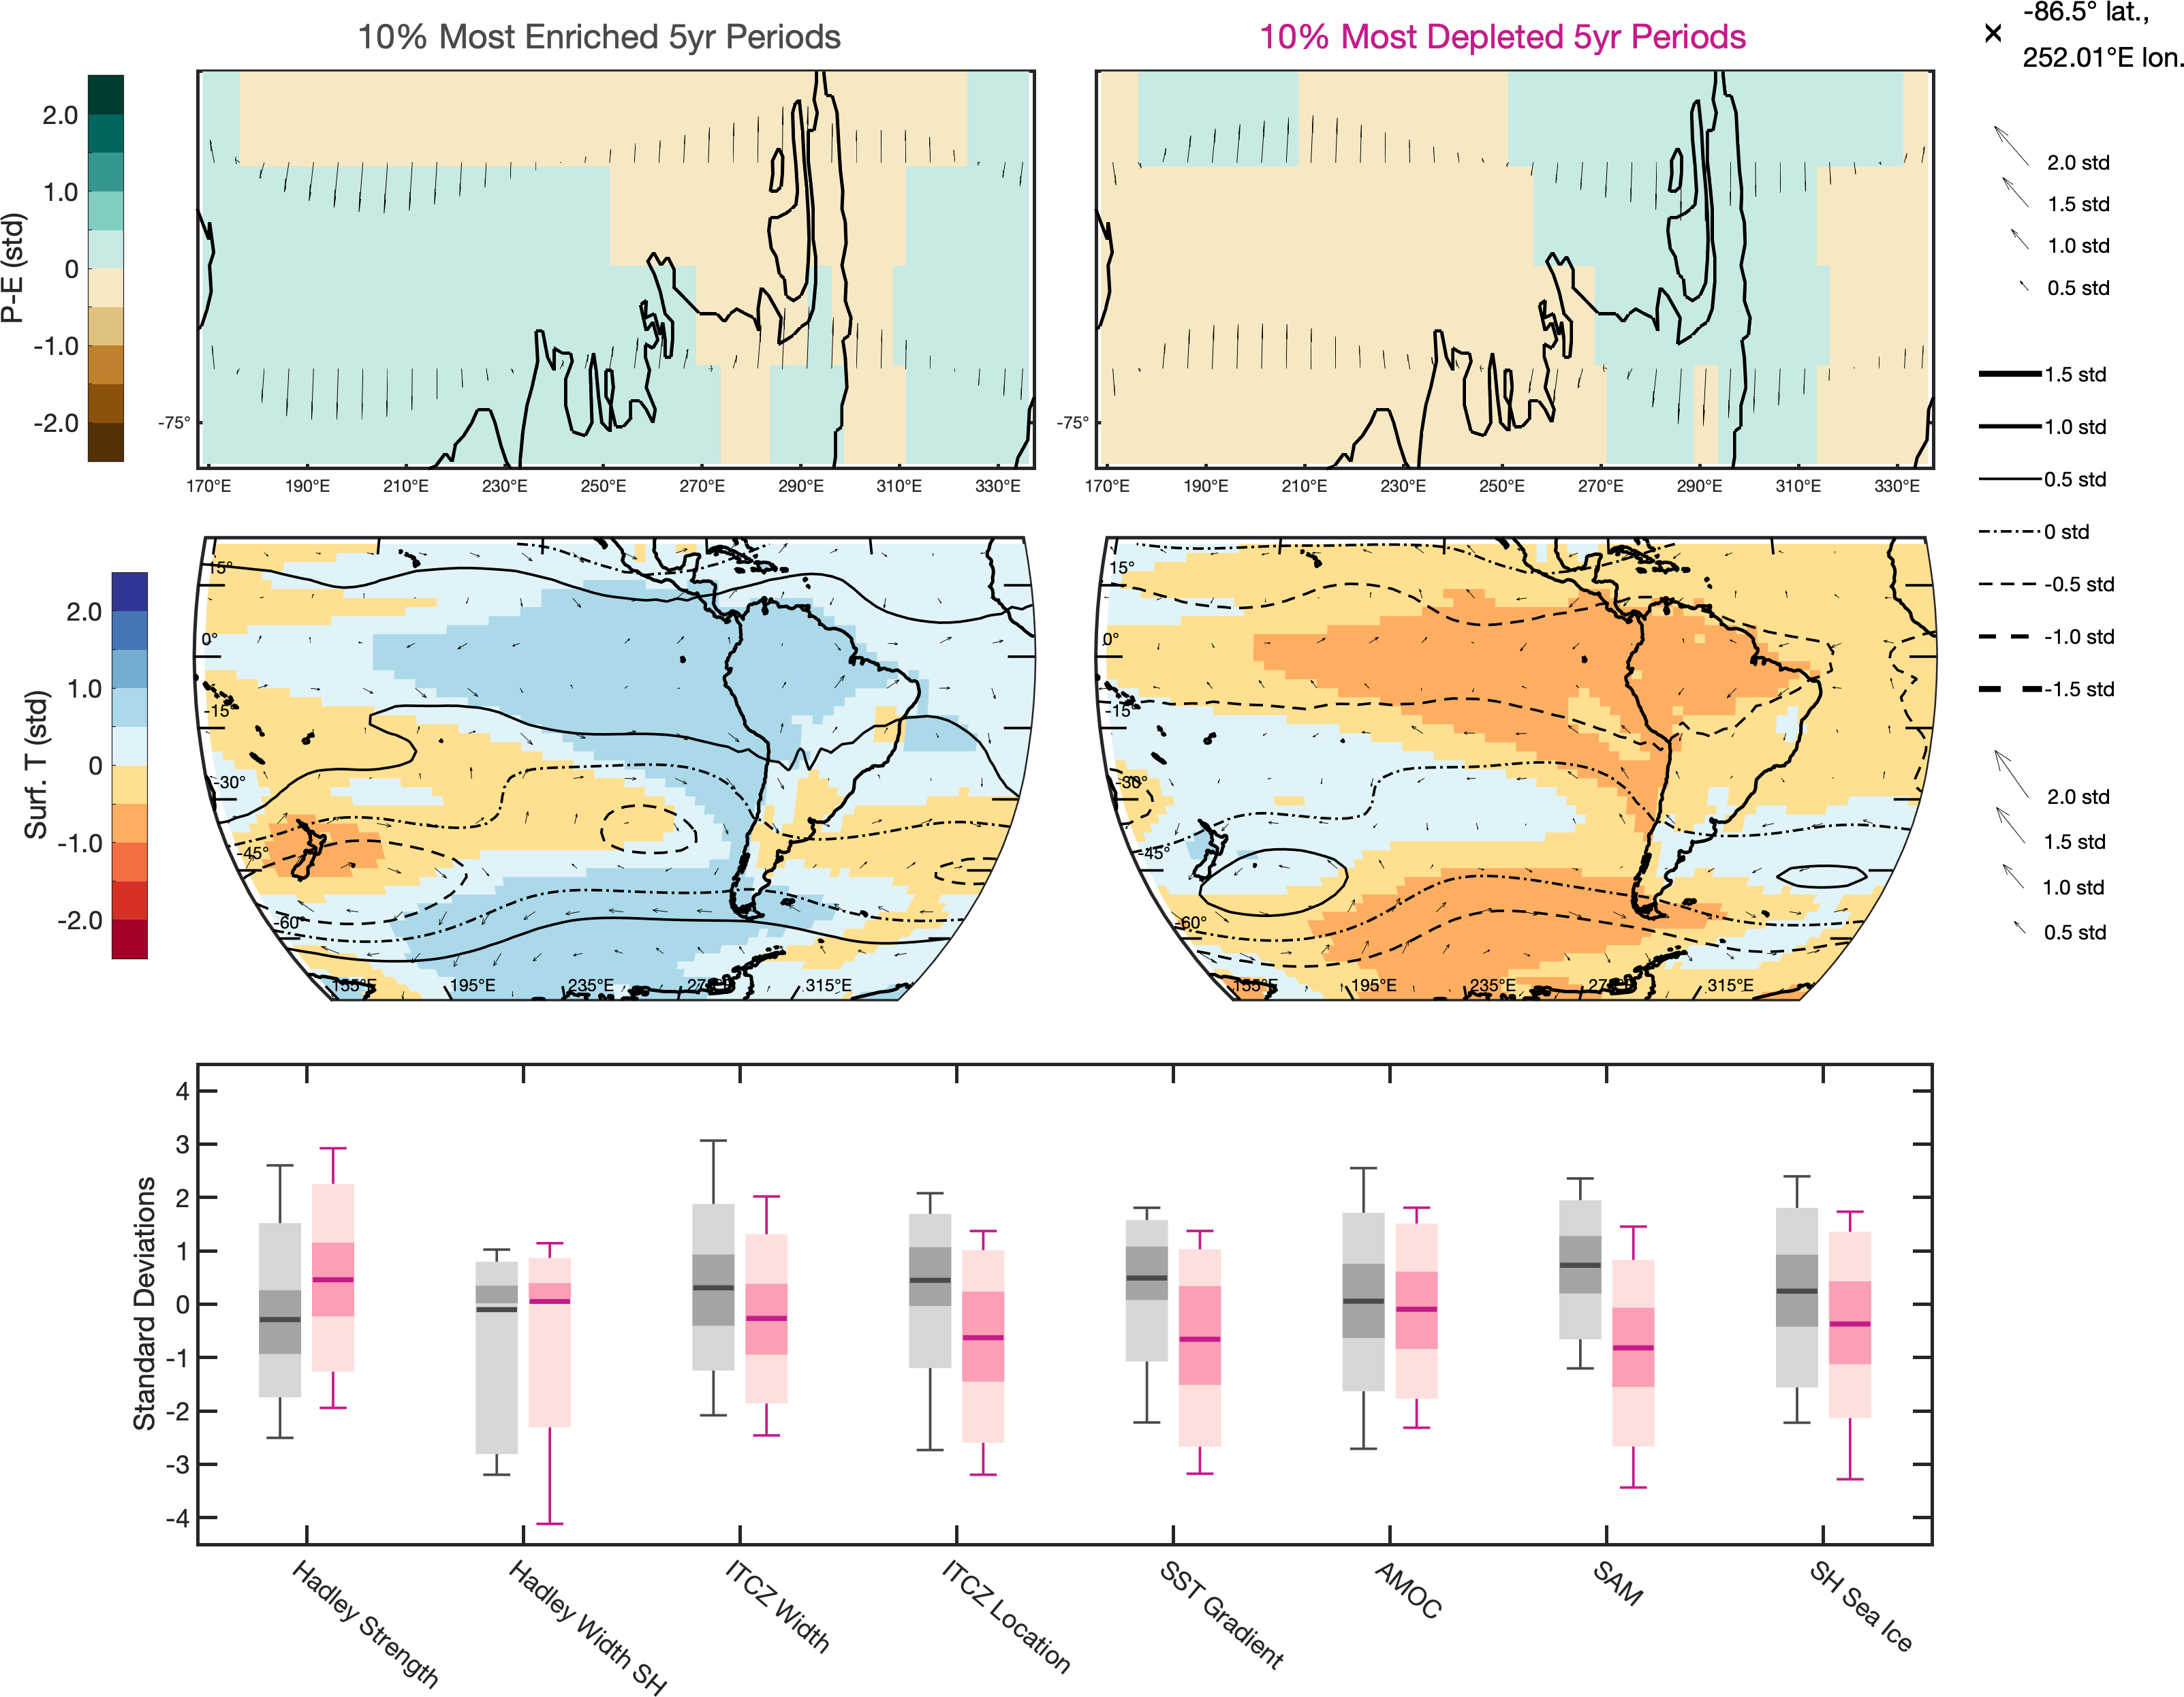 10% Most Enriched 5yr Periods
10% Most Depleted 5yr Periods
-86.5° lat.,
252.01°E lon.
P-E (std)
2.0
1.0
0
-1.0
-2.0
-75°
170°E 190°E 210°E 230°E 250°E 270°E 290°E 310°E 330°E
-75°
170°E 190°E 210°E 230°E 250°E 270°E 290°E 310°E 330°E
2.0 std
1.5 std
1.0 std
0.5 std
1.5 std
1.0 std
0.5 std
0 std
-0.5 std
-1.0 std
-1.5 std
2.0 std
1.5 std
1.0 std
0.5 std
Surf. T (std)
2.0
1.0
0
-1.0
-2.0
15°
0°
-15°
-30°
-45°
-60°
155°E 195°E 235°E 315°E
15°
0°
-15°
-30°
-45°
-60°
155°E 195°E 235°E 315°E
Standard Deviations
4
3
2
1
0
-1
-2
-3
-4
Hadley Strength
Hadley Width SH
ITCZ Width
ITCZ Location
SST Gradient
AMOC
SAM
SH Sea Ice